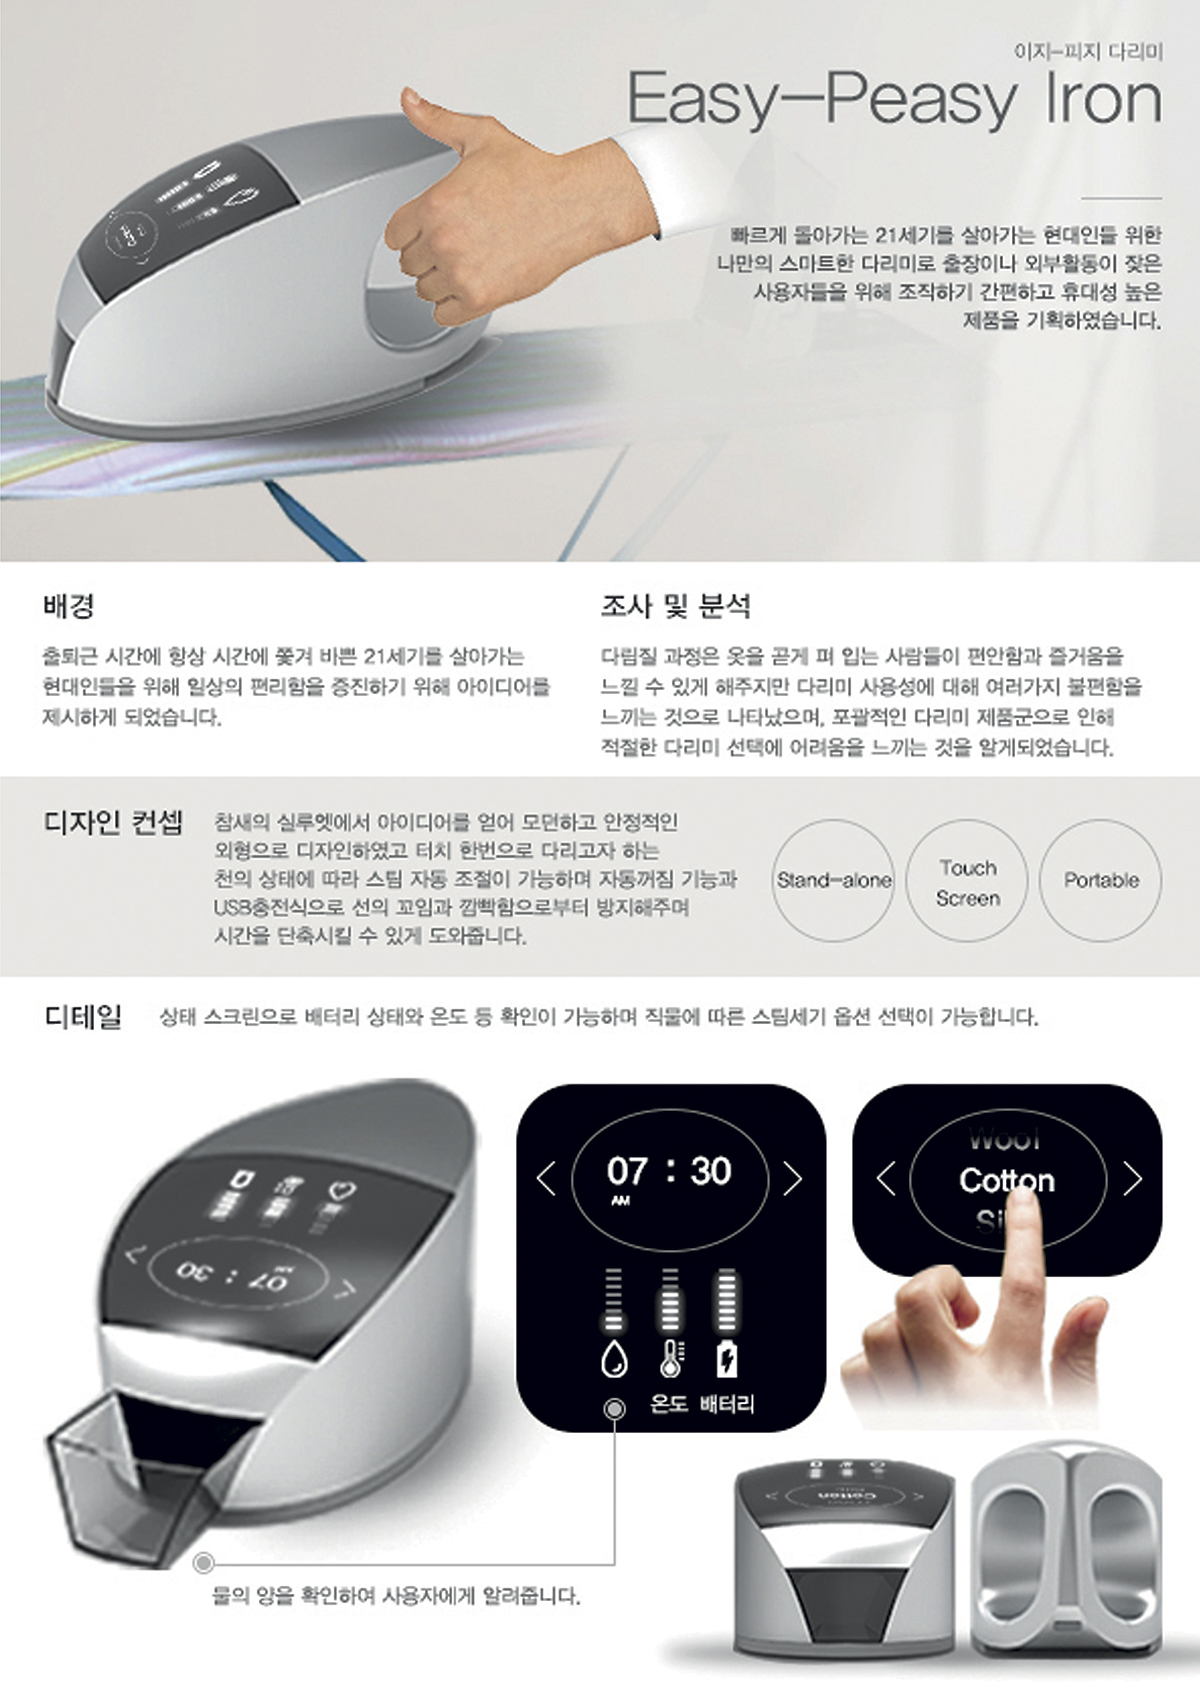 이지-피지 다리미
Easy-Peasy Iron
빠르게 돌아가는 21세기를 살아가는 현대인들 위한
나만의 스마트한 다리미로 출장이나 외부활동이 잦은
사용자들을 위해 조작하기 간편하고 휴대성 높은
제품을 기획하였습니다.
배경
출퇴근 시간에 항상 시간에 쫓겨 바쁜 21세기를 살아가는
현대인들을 위해 일상의 편리함을 증진하기 위해 아이디어를
제시하게 되었습니다.
조사 및 분석
다림질 과정은 옷을 곧게 펴 입는 사람들이 편안함과 즐거움을
느낄 수 있게 해주지만 다리미 사용성에 대해 여러가지 불편함을
느끼는 것으로 나타났으며, 포괄적인 다리미 제품군으로 인해
적절한 다리미 선택에 어려움을 느끼는 것을 알게되었습니다.
디자인 컨셉
참새의 실루엣에서 아이디어를 얻어 모던하고 안정적인
외형으로 디자인하였고 터치 한번으로 다리고자 하는
천의 상태에 따라 스팀 자동 조절이 가능하며 자동꺼짐 기능과
USB충전식으로 선의 꼬임과 깜빡함으로부터 방지해주며
시간을 단축시킬 수 있게 도와줍니다.
Stand-alone
Touch
Screen
Portable
디테일
상태 스크린으로 배터리 상태와 온도 등 확인이 가능하며 직물에 따른 스팀세기 옵션 선택이 가능합니다.
07 : 30
AM
07 : 30
AM
온도 배터리
Wool
Cotton
물의 양을 확인하여 사용자에게 알려줍니다.
Cotton